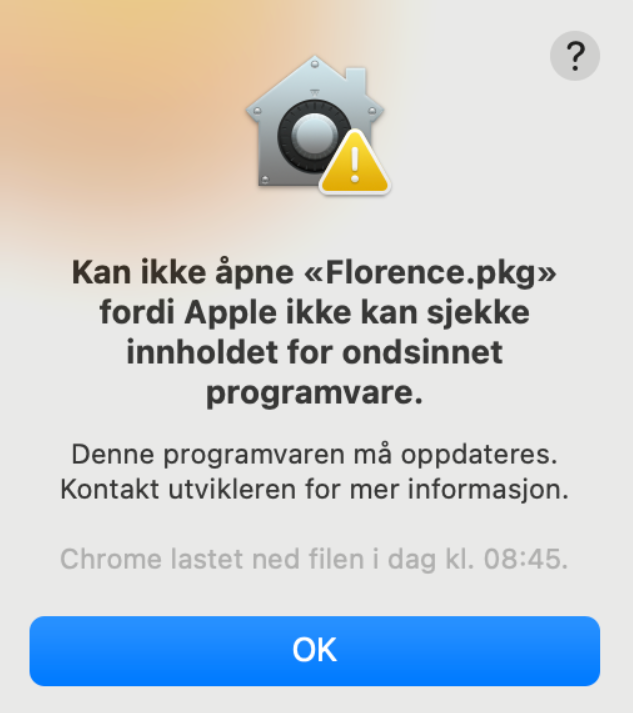 ?
Kan ikke åpne «Florence.pkg»
fordi Apple ikke kan sjekke
innholdet for ondsinnet
programvare.
Denne programvaren må oppdateres.
Kontakt utvikleren for mer informasjon.
Chrome lastet ned filen i dag kl. 08:45.
OK